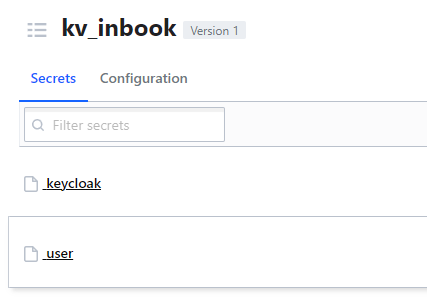 kv_inbook Version 1
Secrets Configuration
Filter secrets
keycloak
user